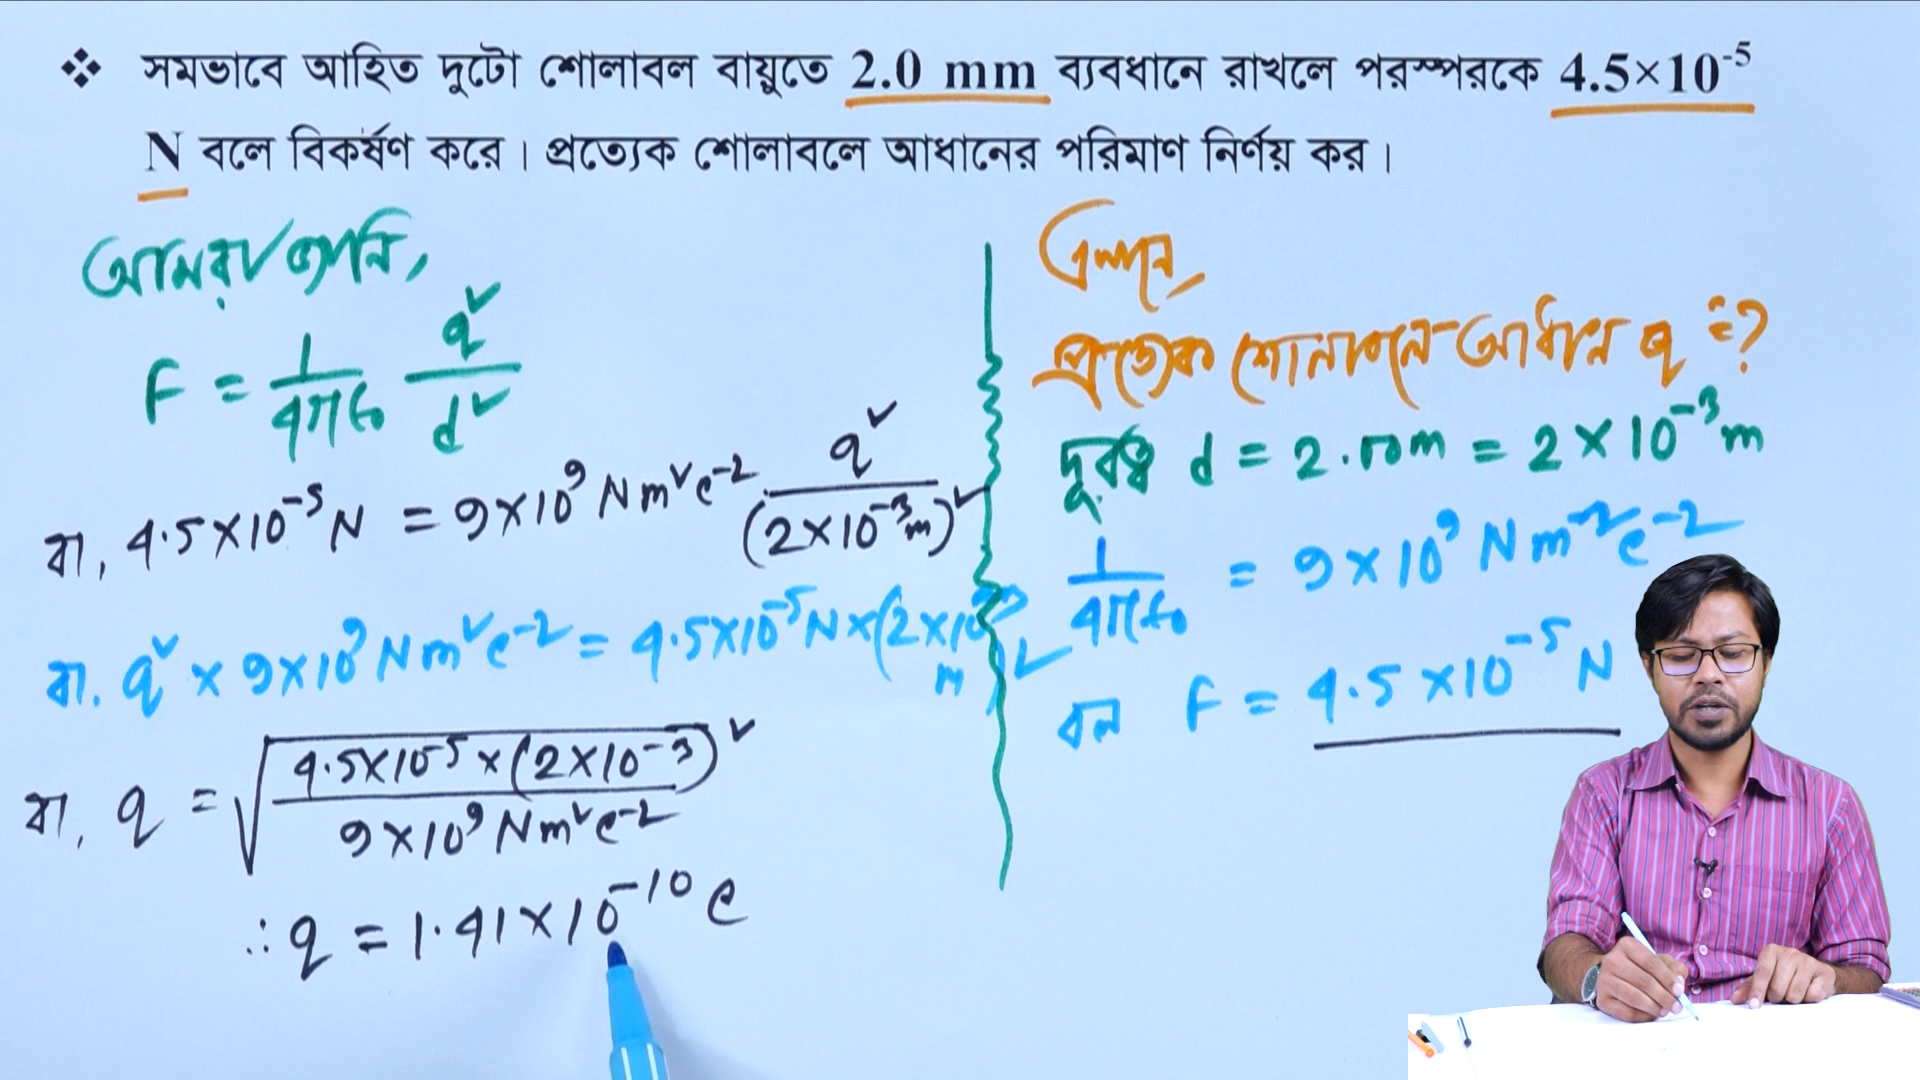 ❖ সমভাবে আহিত দুটো শোলাবল বায়ুতে 2.0 mm ব্যবধানে রাখলে পরস্পরকে 4.5×10⁻⁵
N বলে বিকর্ষণ করে। প্রত্যেক শোলাবলে আধানের পরিমাণ নির্ণয় কর।
আমরা জানি,
F = 1/4πε₀ q²/d²
বা, 4.5×10⁻⁵ N = 9×10⁹ Nm²c⁻² q²/(2×10⁻³m)²
বা. q² × 9×10⁹ Nm²c⁻² = 4.5×10⁻⁵N×(2×10⁻³ m)²
বা, q = √(4.5×10⁻⁵×(2×10⁻³)²/9×10⁹ Nm²c⁻²)
∴ q = 1.41×10⁻¹⁰ c
এখানে,
প্রত্যেক শোলাবলে আধান q = ?
দূরত্ব d = 2. m = 2×10⁻³ m
1/4πε₀ = 9×10⁹ Nm²c⁻²
বল F = 4.5×10⁻⁵ N